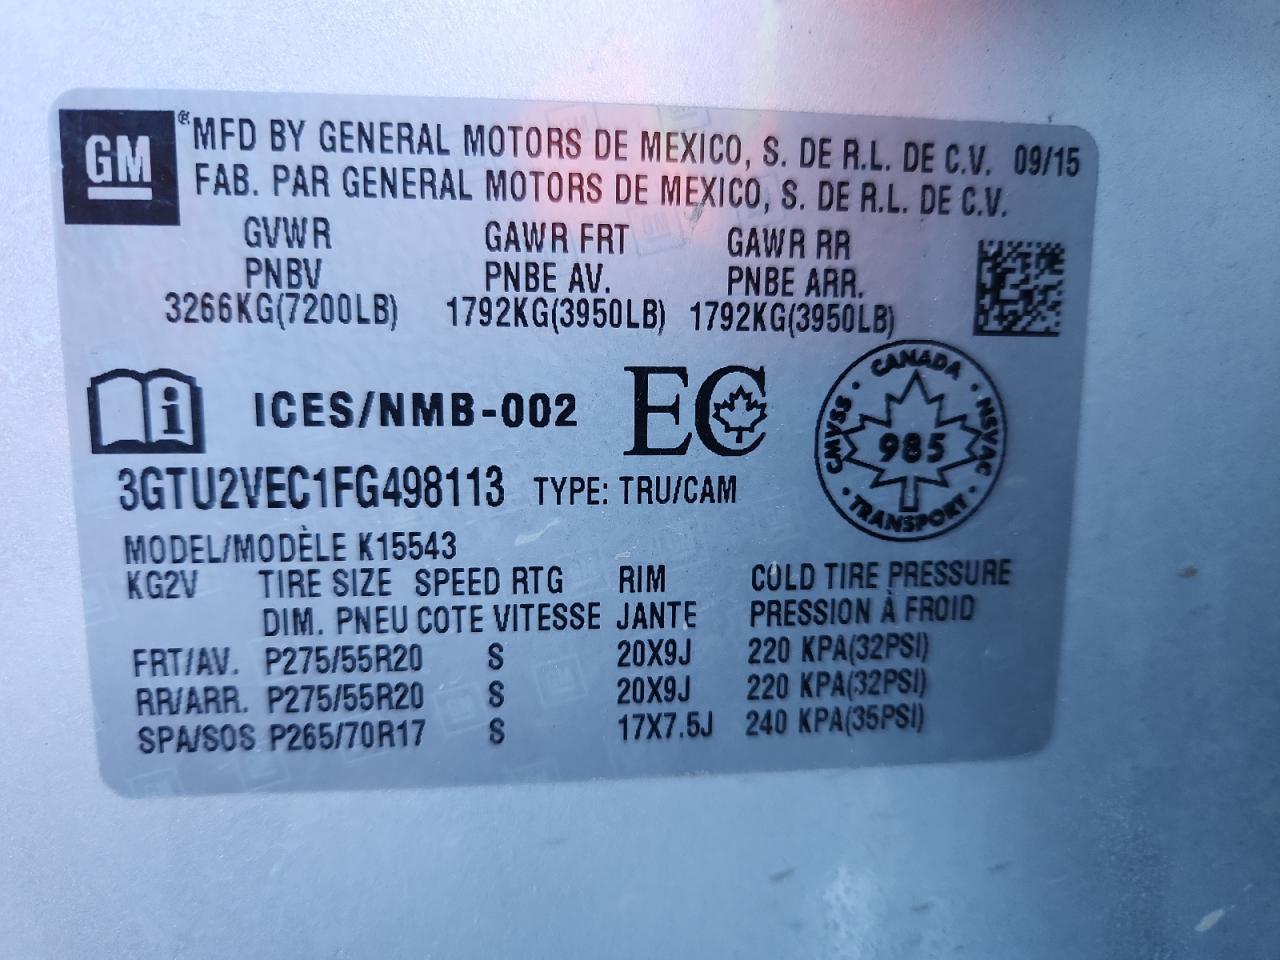 GM ® MFD BY GENERAL MOTORS DE MEXICO, S. DE R.L. DE C.V. 09/15
FAB. PAR GENERAL MOTORS DE MEXICO, S. DE R.L. DE C.V.
GVWR GAWR FRT GAWR RR
PNBV PNBE AV. PNBE ARR.
3266KG(7200LB) 1792KG(3950LB) 1792KG(3950LB)
i ICES/NMB-002 EC
CANADA CMVSS 985 NSVAC TRANSPORT
3GTU2VEC1FG498113 TYPE: TRU/CAM
MODEL/MODÈLE K15543
KG2V TIRE SIZE SPEED RTG RIM COLD TIRE PRESSURE
DIM. PNEU COTE VITESSE JANTE PRESSION À FROID
FRT/AV. P275/55R20 S 20X9J 220 KPA(32PSI)
RR/ARR. P275/55R20 S 20X9J 220 KPA(32PSI)
SPA/SOS P265/70R17 S 17X7.5J 240 KPA(35PSI)